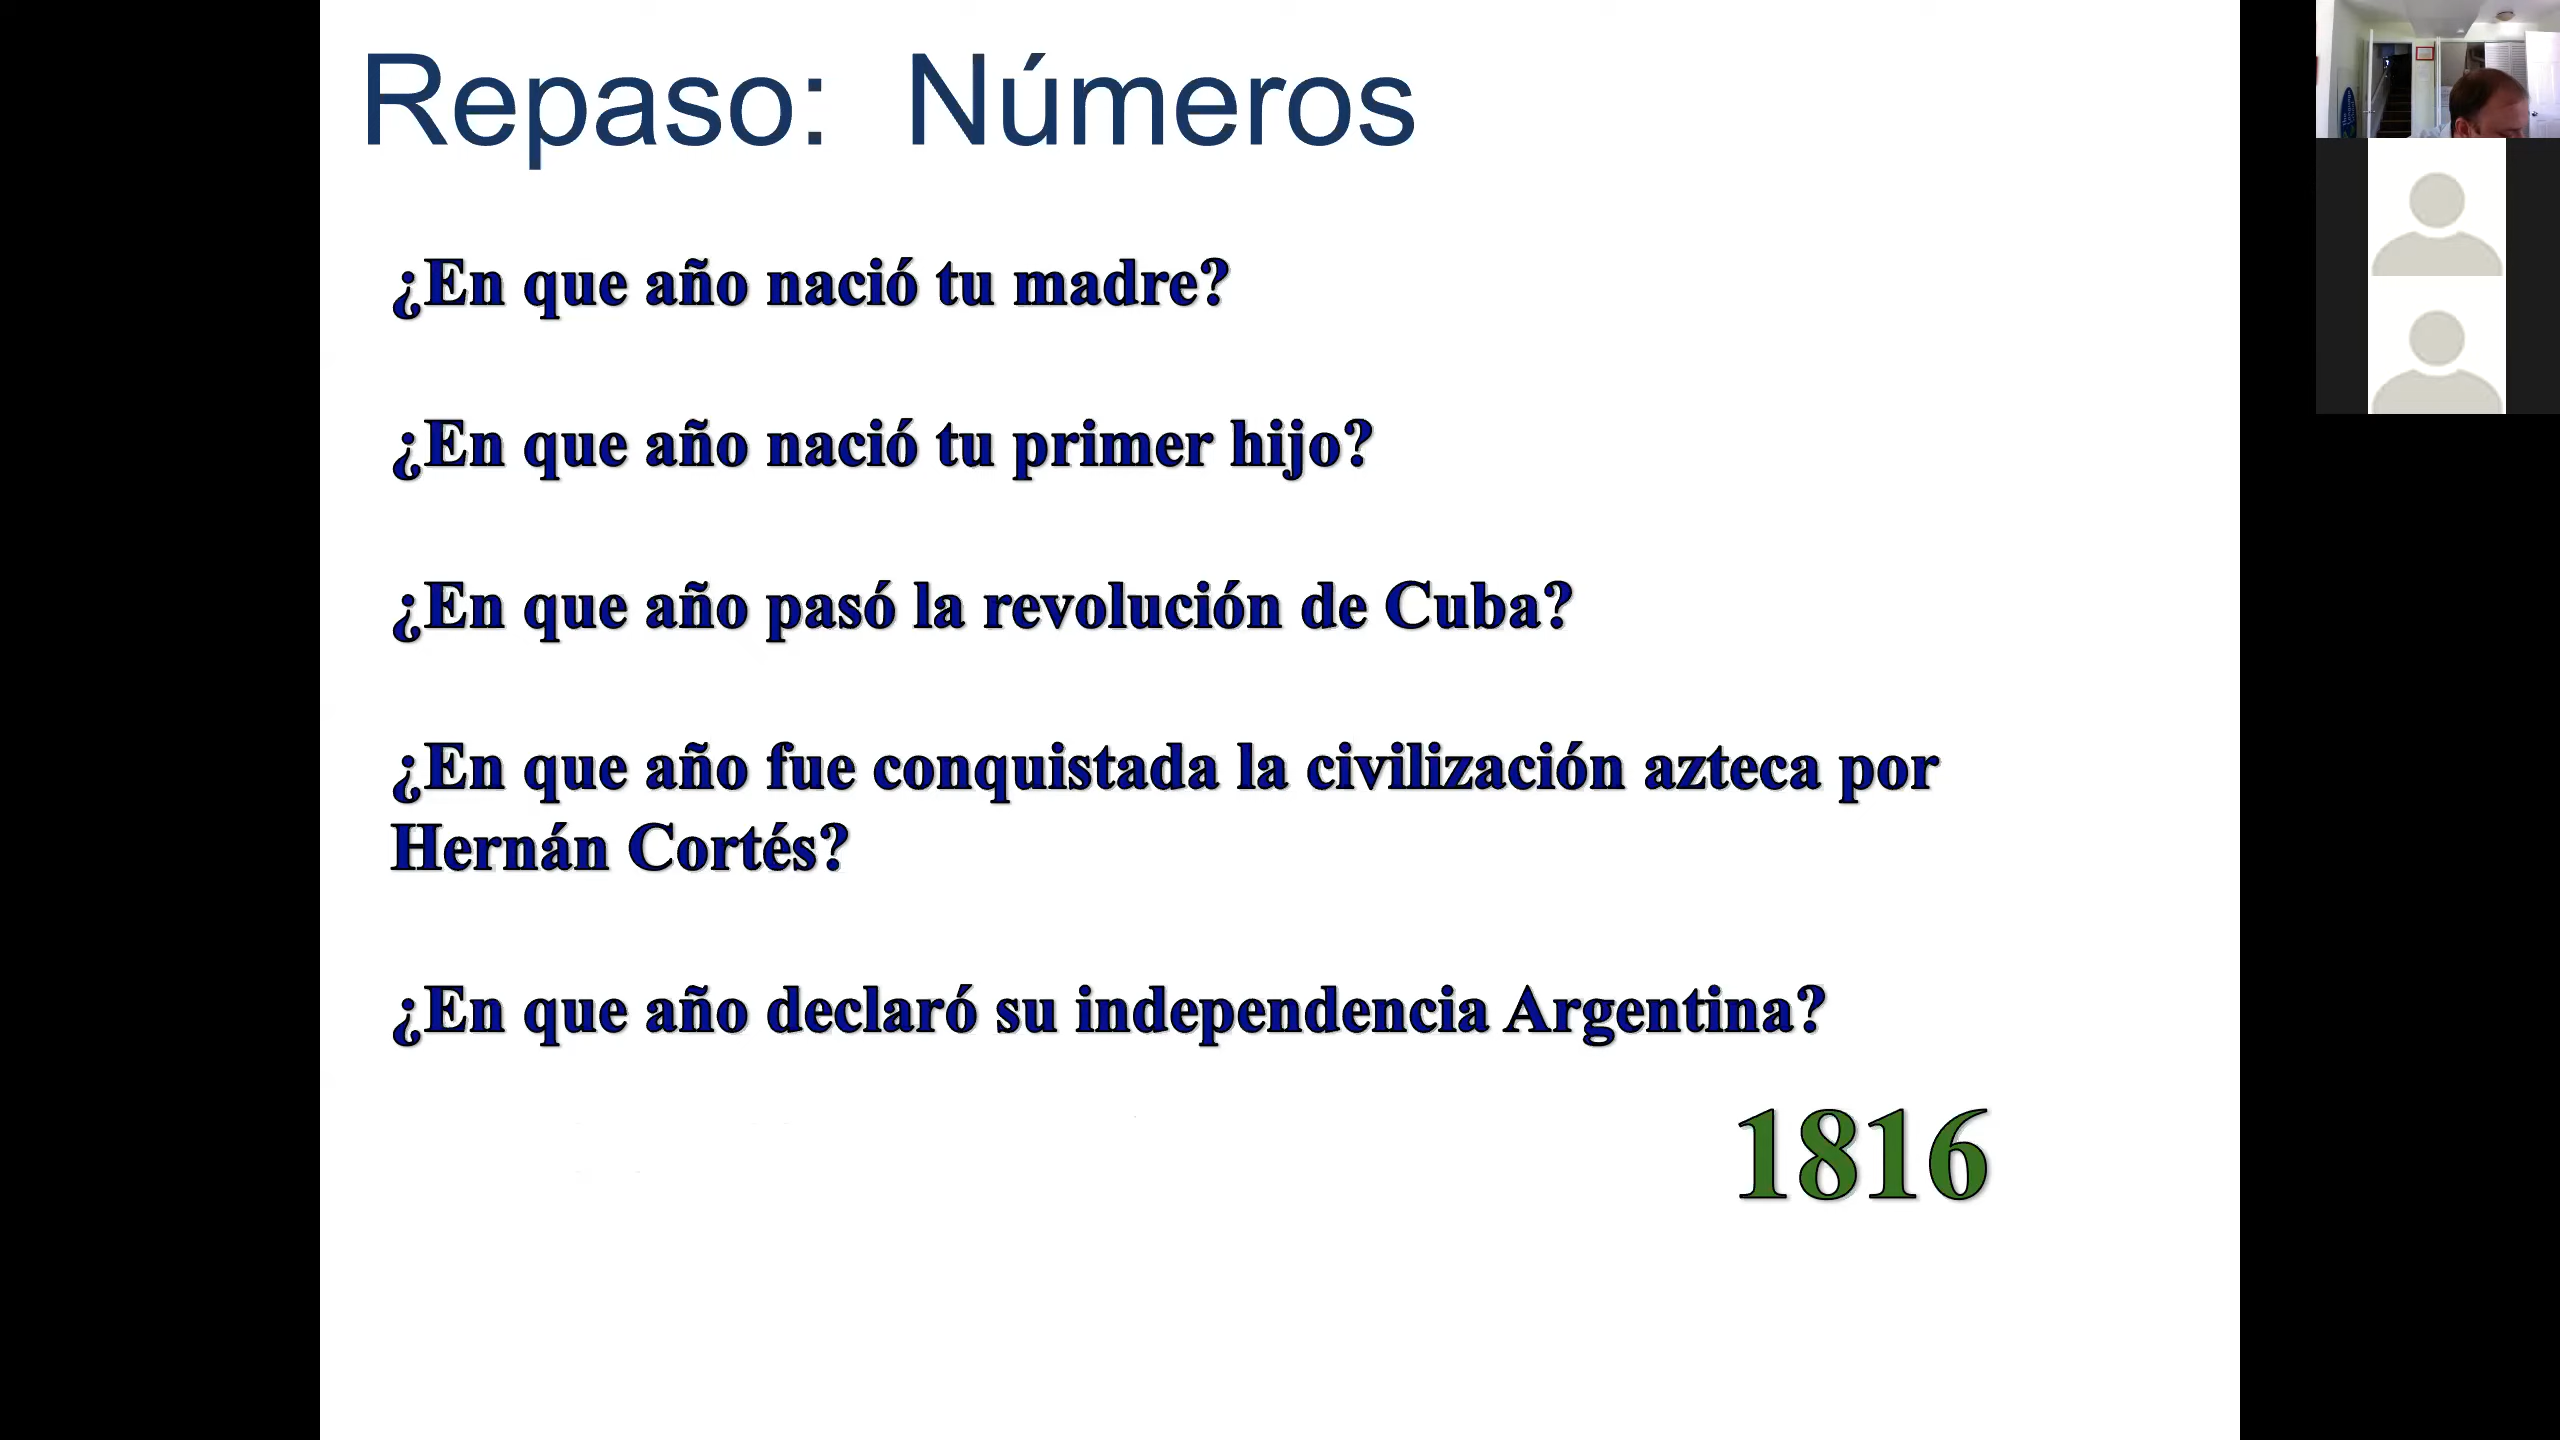 Repaso: Números
¿En que año nació tu madre?
¿En que año nació tu primer hijo?
¿En que año pasó la revolución de Cuba?
¿En que año fue conquistada la civilización azteca por
Hernán Cortés?
¿En que año declaró su independencia Argentina?
1816